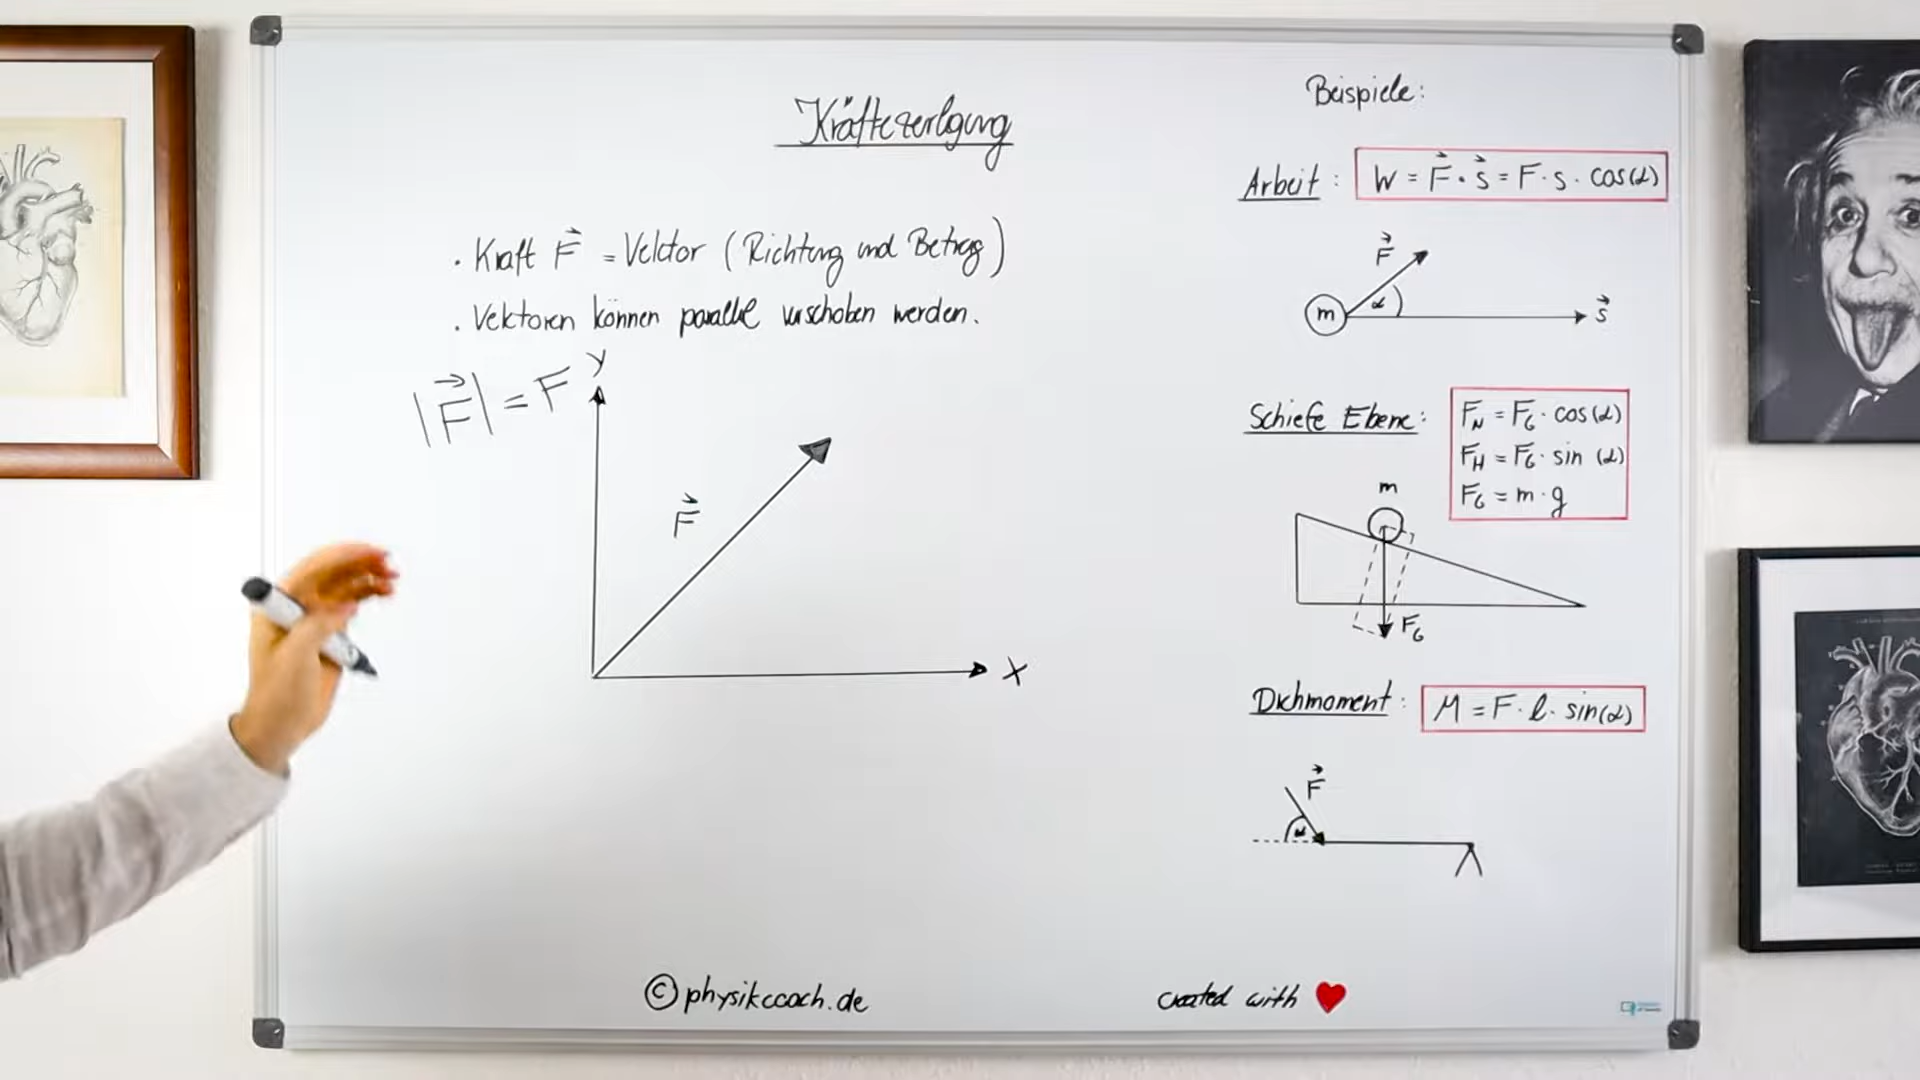 Kräftezerlegung
· Kraft F⃗ = Vektor (Richtung und Betrag)
· Vektoren können parallel verschoben werden.
|F⃗| = F
y
F⃗
x
Beispiele:
Arbeit: W = F⃗ · s⃗ = F · s · cos(α)
F⃗
m
α
s⃗
Schiefe Ebene:
F_N = F_G · cos(α)
F_H = F_G · sin (α)
F_G = m · g
m
F_G
Drehmoment: M = F · l · sin(α)
F⃗
α
© physikcoach.de
created with ❤